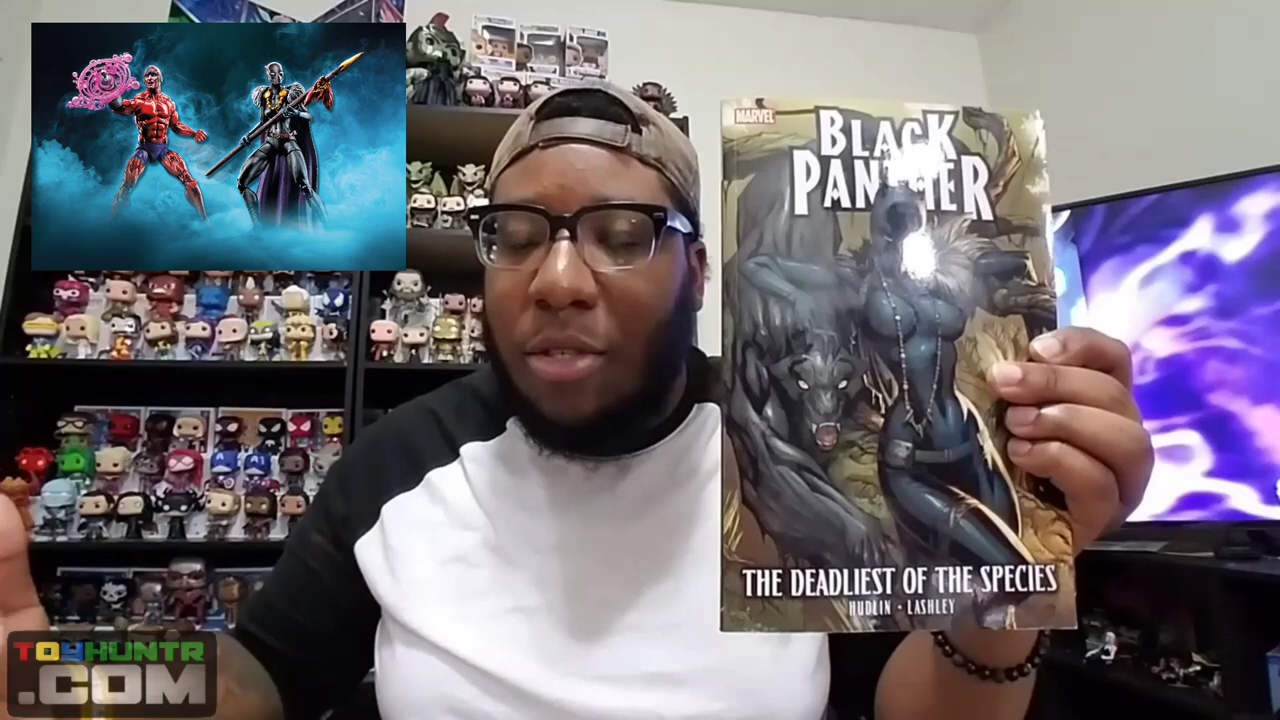 MARVEL
BLACK
PANTHER
THE DEADLIEST OF THE SPECIES
HUDLIN • LASHLEY
TOYHUNTR
.COM